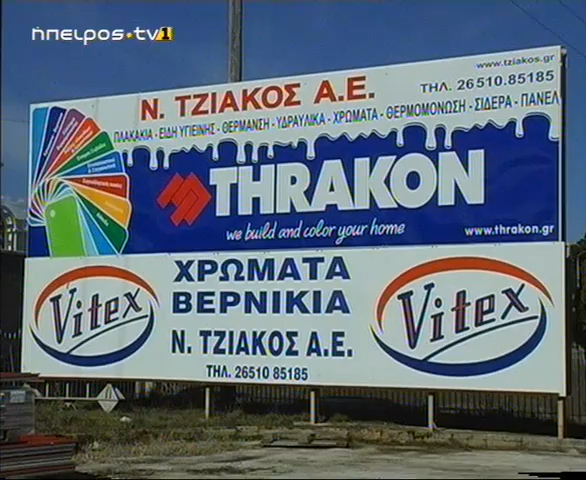 ήπειρος.tv1
www.tziakos.gr
Ν. ΤΖΙΑΚΟΣ Α.Ε.
ΤΗΛ. 26510.85185
ΠΛΑΚΑΚΙΑ - ΕΙΔΗ ΥΓΙΕΙΝΗΣ - ΘΕΡΜΑΝΣΗ - ΥΔΡΑΥΛΙΚΑ - ΧΡΩΜΑΤΑ - ΘΕΡΜΟΜΟΝΩΣΗ - ΣΙΔΕΡΑ - ΠΑΝΕΛ
THRAKON
we build and color your home
www.thrakon.gr
Vitex
ΧΡΩΜΑΤΑ
ΒΕΡΝΙΚΙΑ
Ν. ΤΖΙΑΚΟΣ Α.Ε.
ΤΗΛ. 26510 85185
Vitex